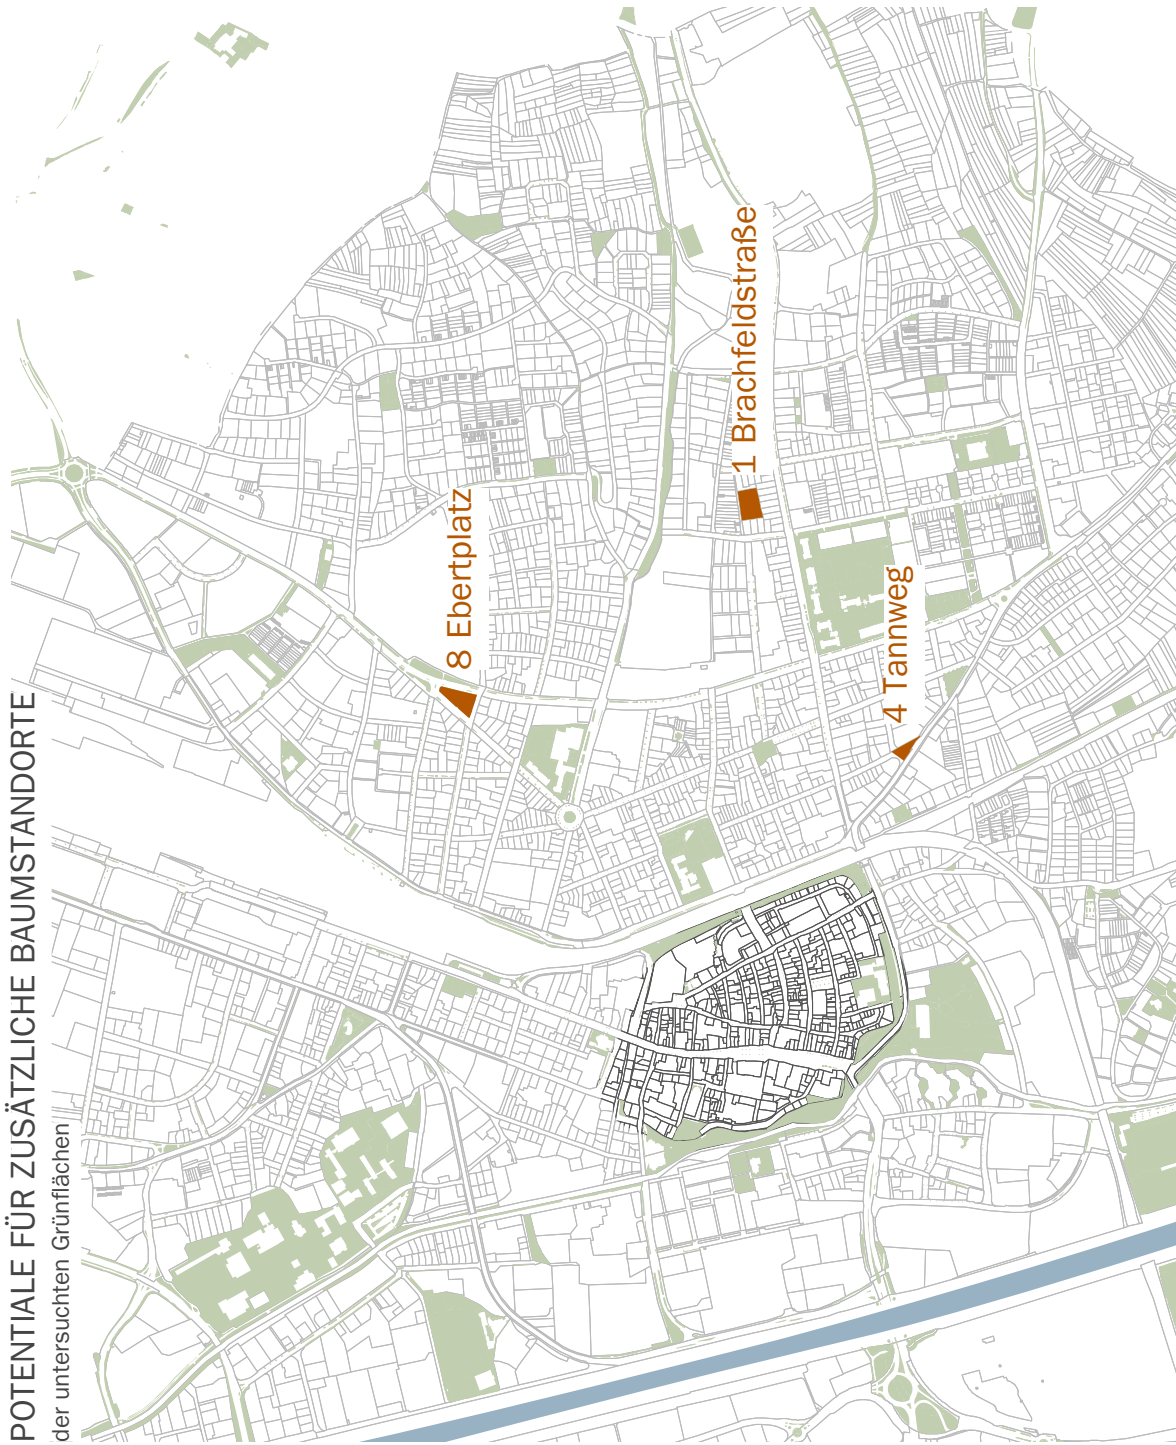 POTENTIALE FÜR ZUSÄTZLICHE BAUMSTANDORTE
der untersuchten Grünflächen
8 Ebertplatz
1 Brachfeldstraße
4 Tannweg